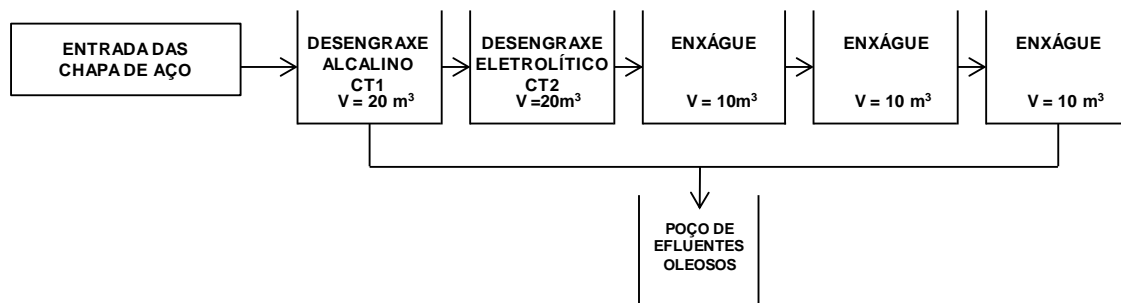 ENTRADA DAS
CHAPA DE AÇO
DESENGRAXE
ALCALINO
CT1
V = 20 m³
DESENGRAXE
ELETROLÍTICO
CT2
V =20m³
ENXÁGUE
V = 10m³
ENXÁGUE
V = 10 m³
ENXÁGUE
V = 10 m³
POÇO DE
EFLUENTES
OLEOSOS